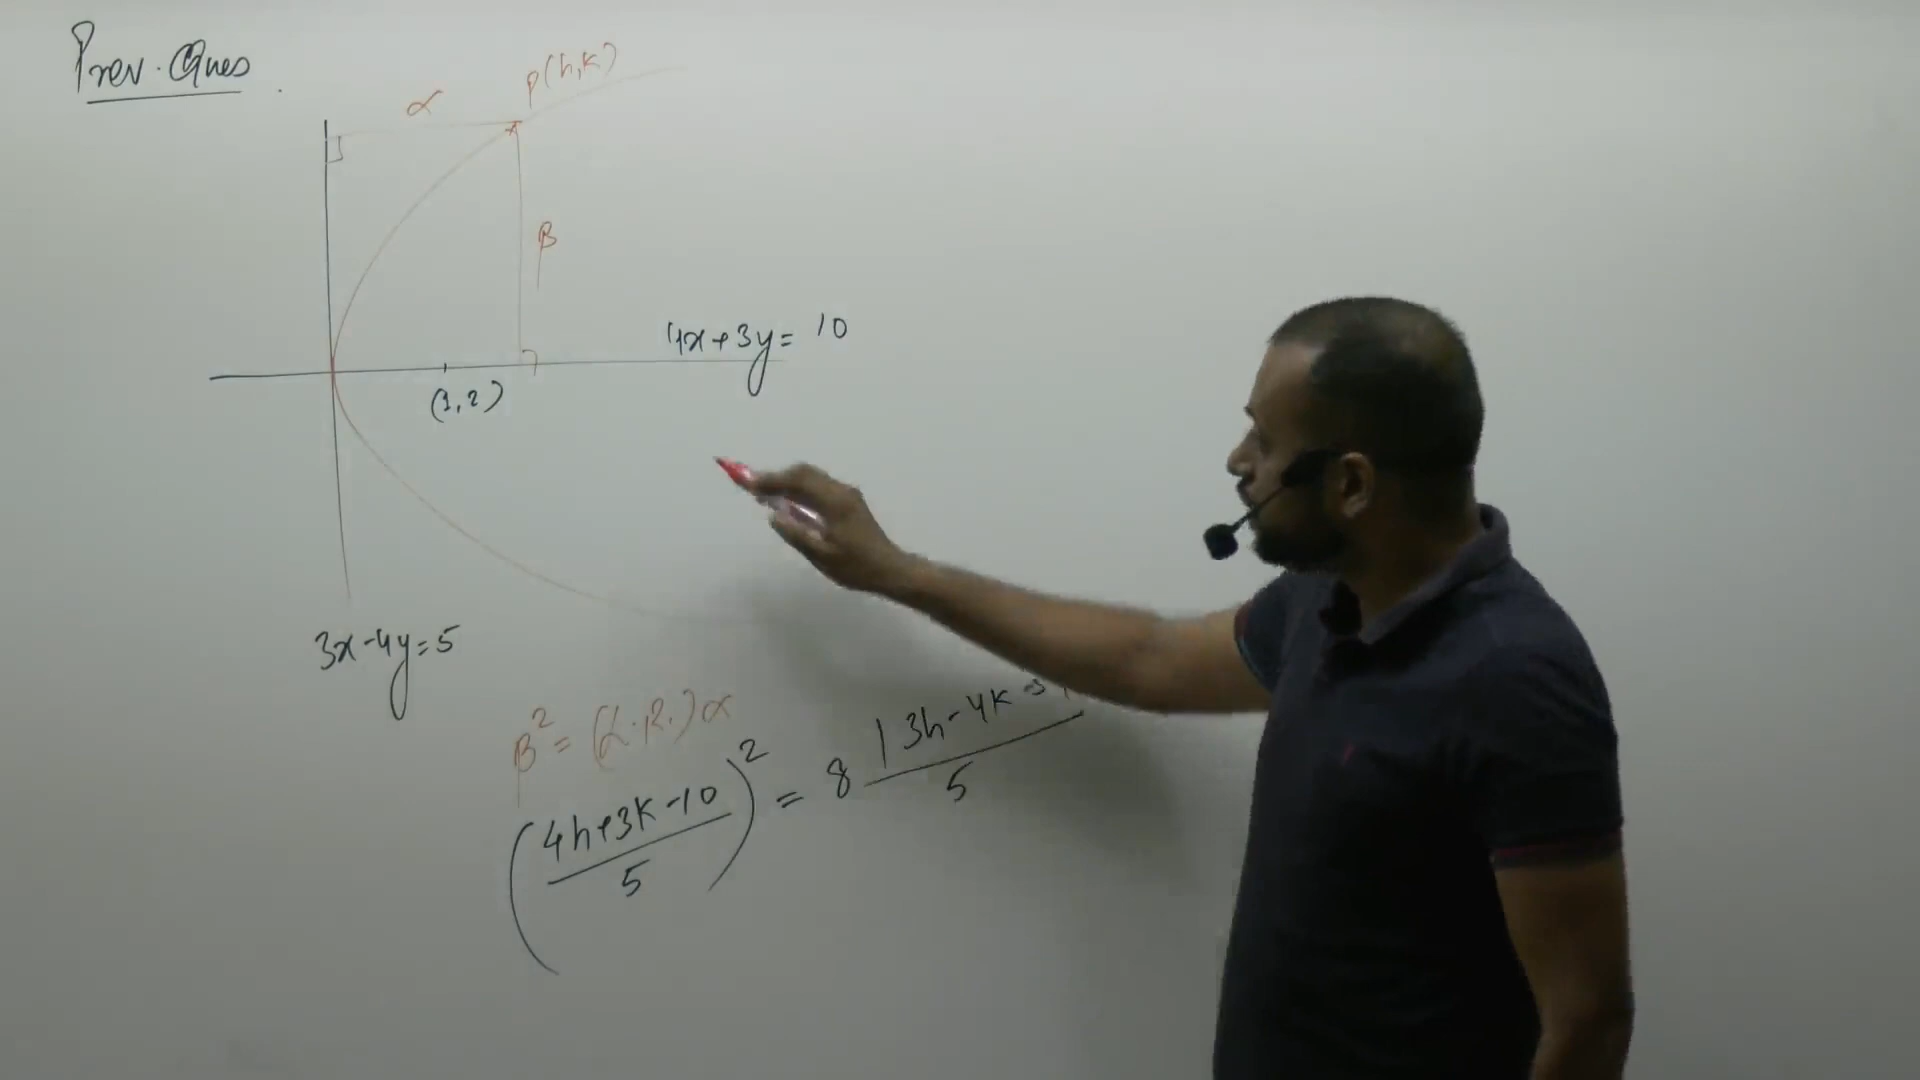 Prev. Ques
α
P(h,k)
β
4x+3y= 10
(1,2)
3x-4y=5
β² = (L.R.)α
(4h+3k-10/5)² = 8 |3h-4k-5|/5